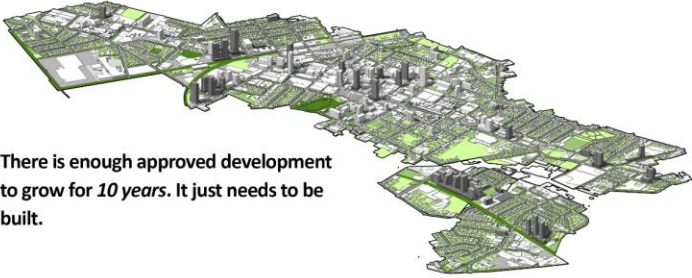 There is enough approved development
to grow for 10 years. It just needs to be
built.